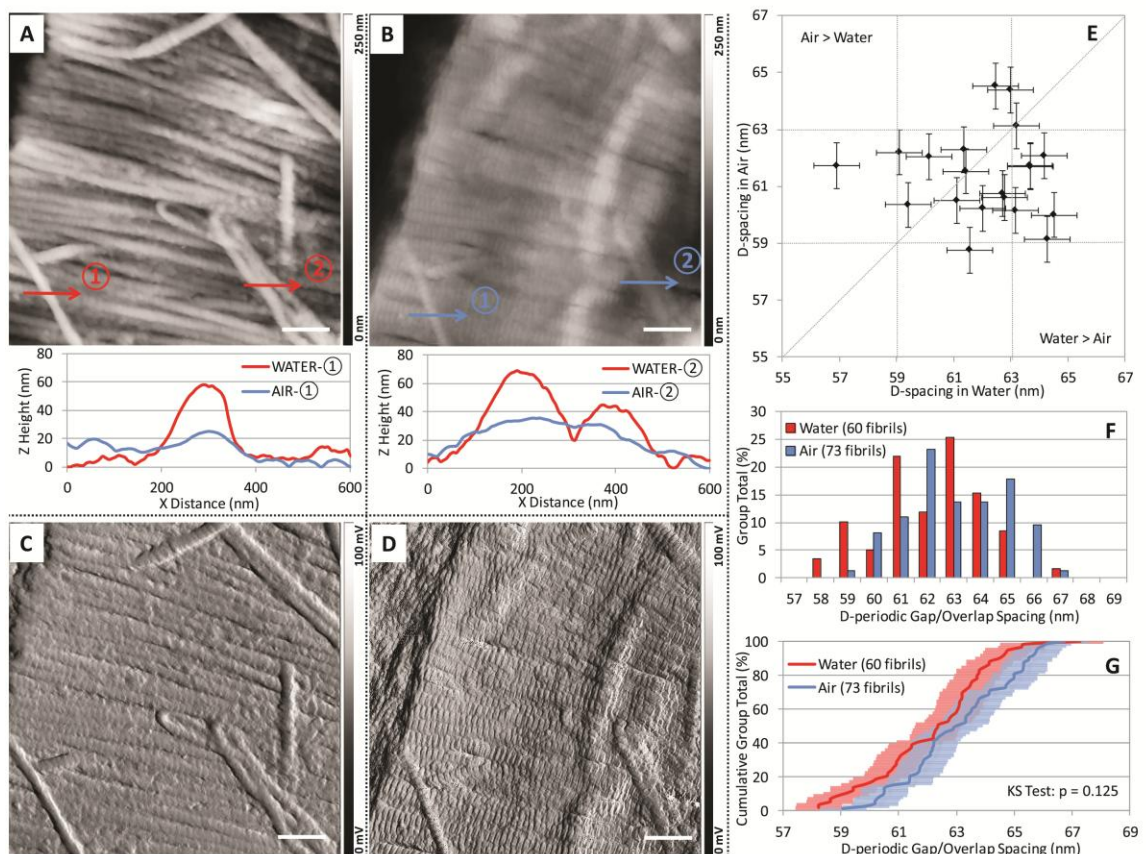 A
①
②
250 nm
0 nm
B
①
②
250 nm
0 nm
WATER-①
AIR-①
Z Height (nm)
80
60
40
20
0
0
200
400
600
X Distance (nm)
WATER-②
AIR-②
Z Height (nm)
80
60
40
20
0
0
200
400
600
X Distance (nm)
C
100 mV
0 mV
D
100 mV
0 mV
E
Air > Water
Water > Air
D-spacing in Air (nm)
67
65
63
61
59
57
55
55
57
59
61
63
65
67
D-spacing in Water (nm)
F
Water (60 fibrils)
Air (73 fibrils)
Group Total (%)
30
25
20
15
10
5
0
57 58 59 60 61 62 63 64 65 66 67 68 69
D-periodic Gap/Overlap Spacing (nm)
G
Water (60 fibrils)
Air (73 fibrils)
KS Test: p = 0.125
Cumulative Group Total (%)
100
80
60
40
20
0
57
59
61
63
65
67
69
D-periodic Gap/Overlap Spacing (nm)